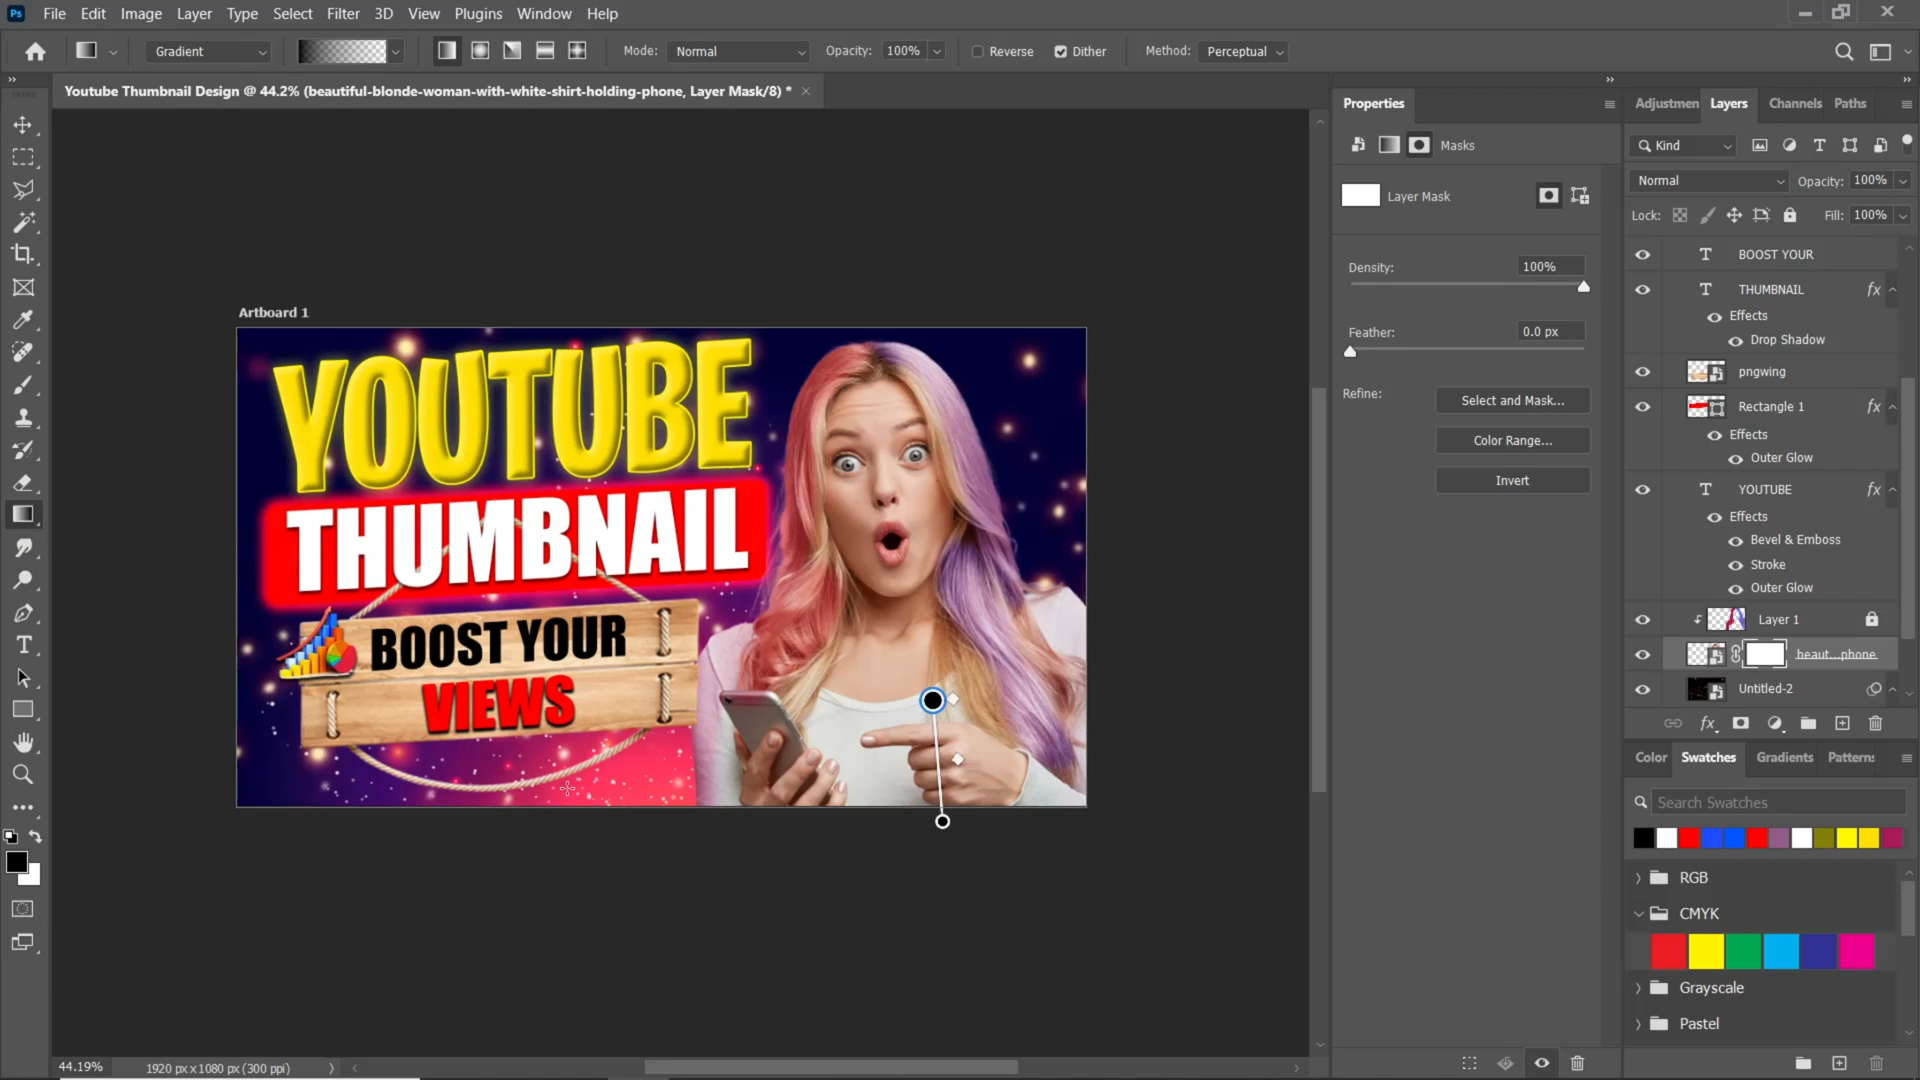 Ps File Edit Image Layer Type Select Filter 3D View Plugins Window Help
Gradient Mode: Normal Opacity: 100% Reverse Dither Method: Perceptual
Youtube Thumbnail Design @ 44.2% (beautiful-blonde-woman-with-white-shirt-holding-phone, Layer Mask/8) * ×
Artboard 1
YOUTUBE
THUMBNAIL
BOOST YOUR
VIEWS
44.19% 1920 px x 1080 px (300 ppi)
Properties
Masks
Layer Mask
Density: 100%
Feather: 0.0 px
Refine:
Select and Mask...
Color Range...
Invert
Adjustmen Layers Channels Paths
Kind
Normal Opacity: 100%
Lock: Fill: 100%
T BOOST YOUR
T THUMBNAIL fx
Effects
Drop Shadow
pngwing
Rectangle 1 fx
Effects
Outer Glow
T YOUTUBE fx
Effects
Bevel & Emboss
Stroke
Outer Glow
Layer 1
beaut...phone
Untitled-2
fx
Color Swatches Gradients Patterns
Search Swatches
RGB
CMYK
Grayscale
Pastel